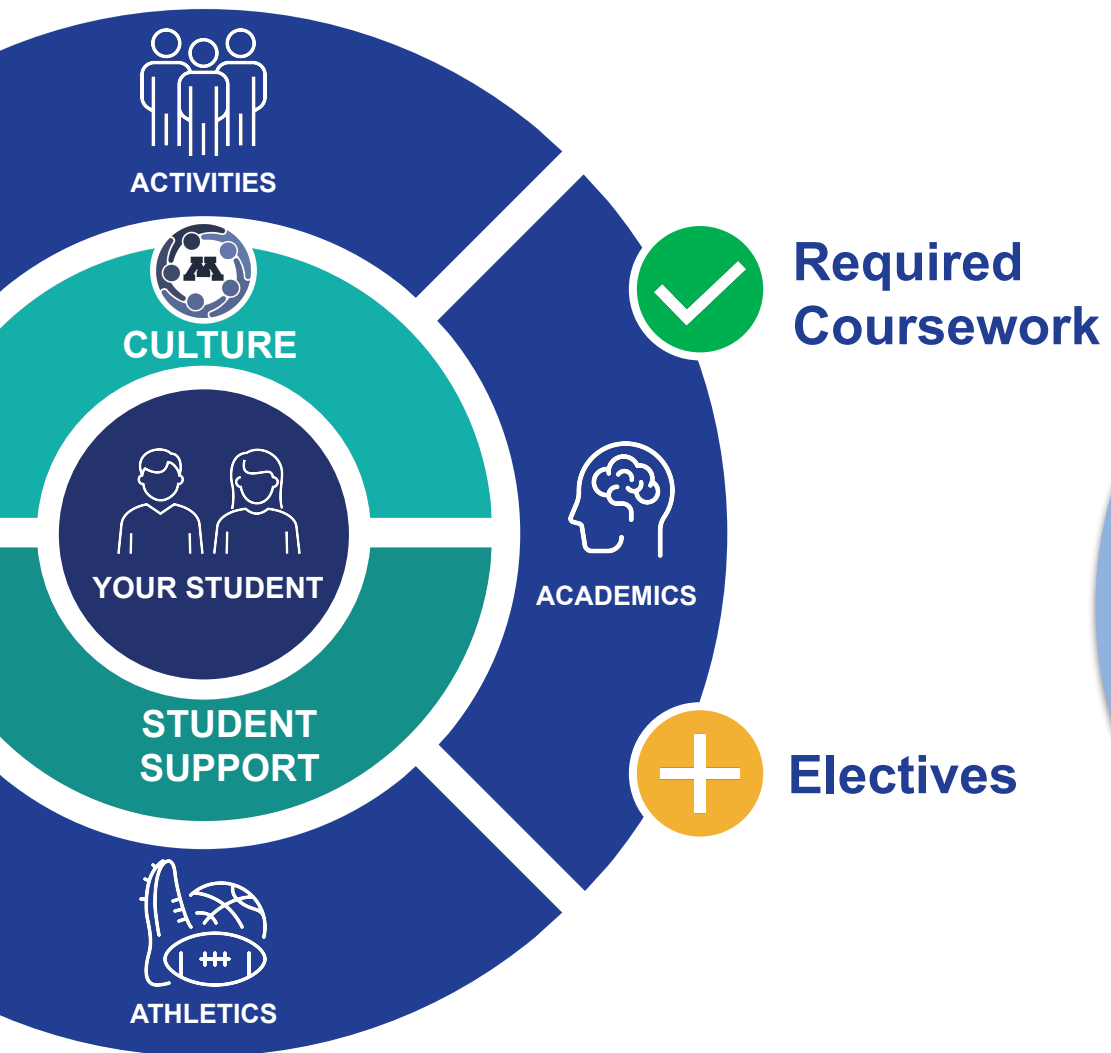 ACTIVITIES
M
CULTURE
YOUR STUDENT
STUDENT
SUPPORT
ATHLETICS
ACADEMICS
Required
Coursework
Electives